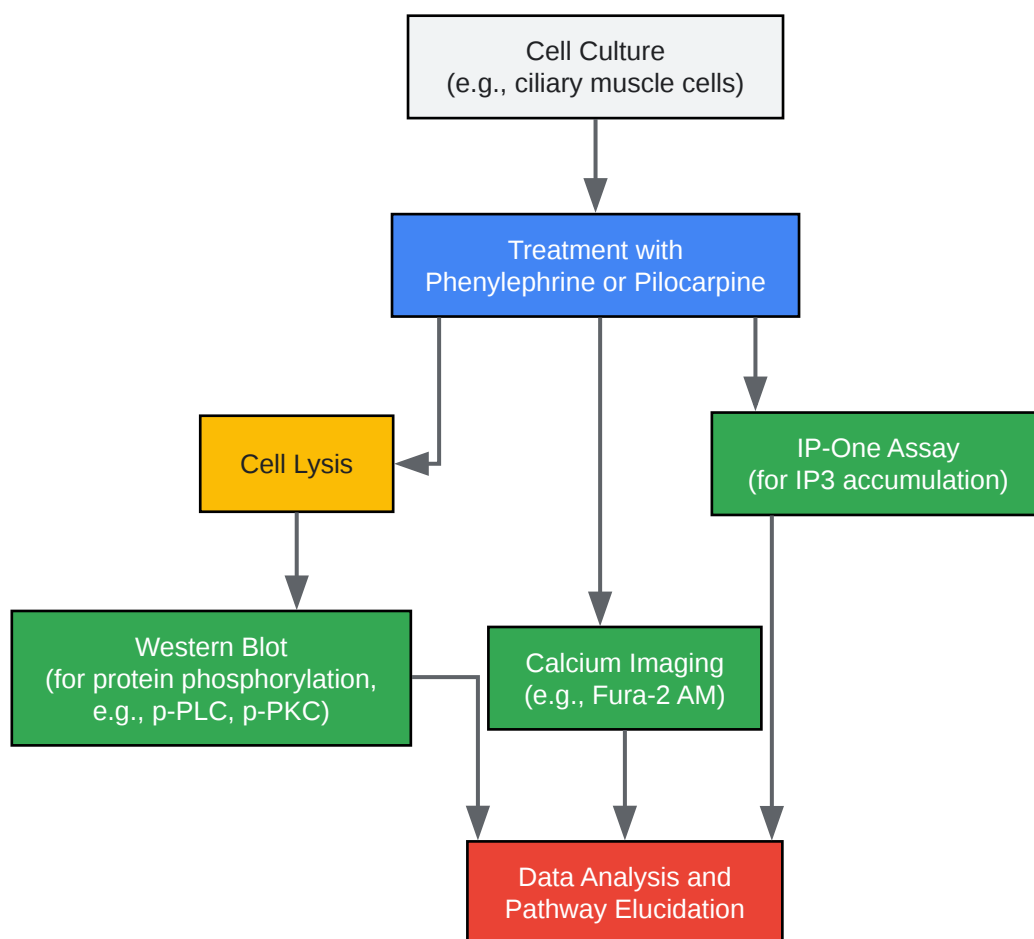 Cell Culture
(e.g., ciliary muscle cells)
Treatment with
Phenylephrine or Pilocarpine
Cell Lysis
IP-One Assay
(for IP3 accumulation)
Western Blot
(for protein phosphorylation,
e.g., p-PLC, p-PKC)
Calcium Imaging
(e.g., Fura-2 AM)
Data Analysis and
Pathway Elucidation